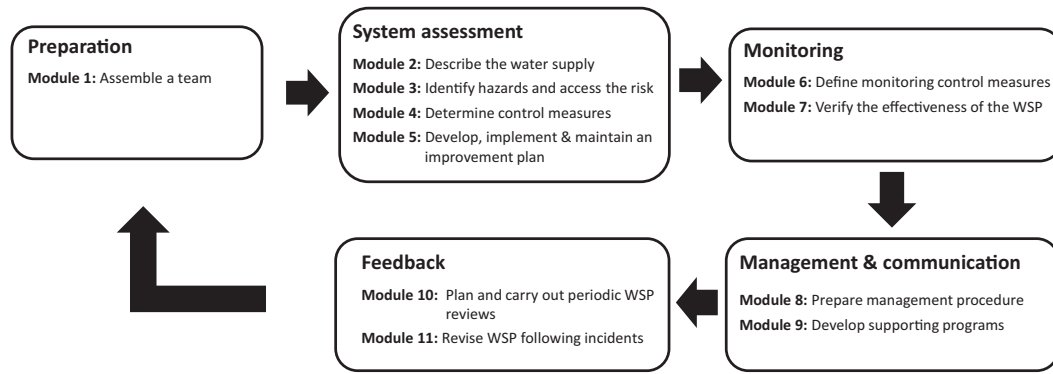 Preparation
Module 1: Assemble a team
System assessment
Module 2: Describe the water supply
Module 3: Identify hazards and access the risk
Module 4: Determine control measures
Module 5: Develop, implement & maintain an
improvement plan
Monitoring
Module 6: Define monitoring control measures
Module 7: Verify the effectiveness of the WSP
Management & communication
Module 8: Prepare management procedure
Module 9: Develop supporting programs
Feedback
Module 10: Plan and carry out periodic WSP
reviews
Module 11: Revise WSP following incidents